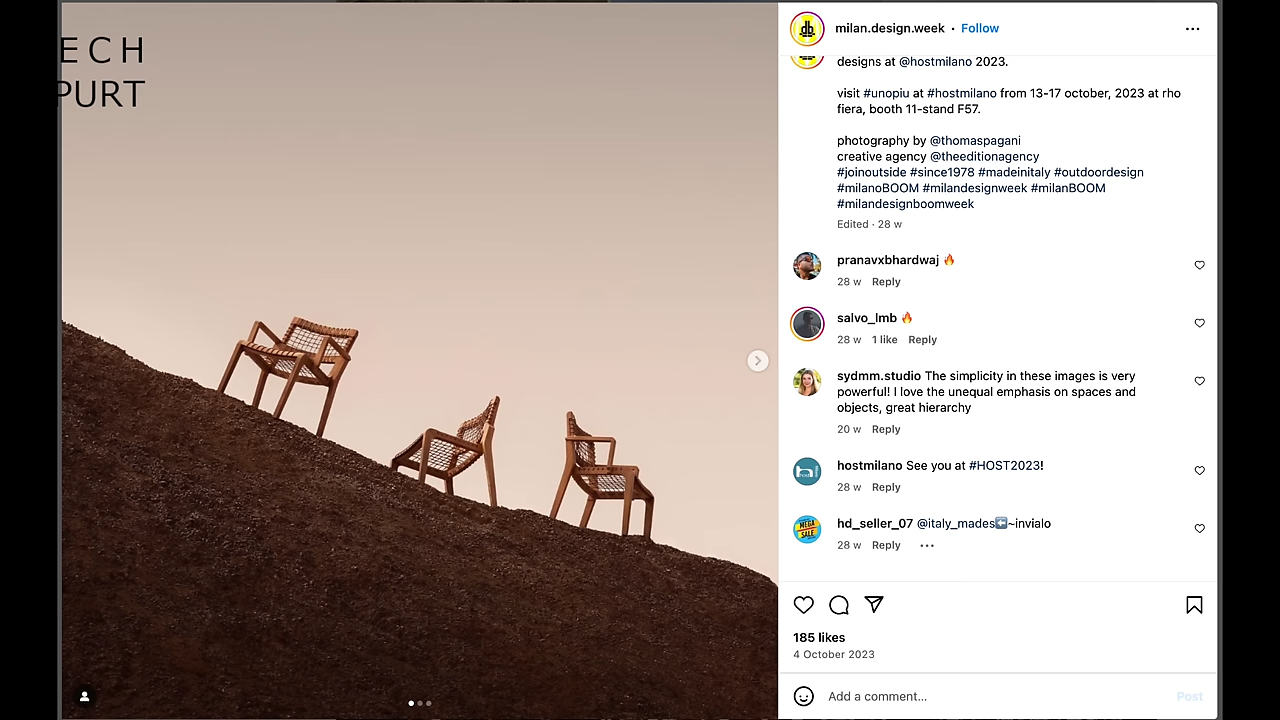 ECH
PURT
milan.design.week • Follow
designs at @hostmilano 2023.
visit #unopiu at #hostmilano from 13-17 october, 2023 at rho
fiera, booth 11-stand F57.
photography by @thomaspagani
creative agency @theeditionagency
#joinoutside #since1978 #madeinitaly #outdoordesign
#milanoBOOM #milandesignweek #milanBOOM
#milandesignboomweek
Edited · 28 w
pranavxbhardwaj 🔥
28 w Reply
salvo_lmb 🔥
28 w 1 like Reply
sydmm.studio The simplicity in these images is very
powerful! I love the unequal emphasis on spaces and
objects, great hierarchy
20 w Reply
hostmilano See you at #HOST2023!
28 w Reply
MEGA
SALE
hd_seller_07 @italy_mades⬅️~invialo
28 w Reply
185 likes
4 October 2023
Add a comment...
Post